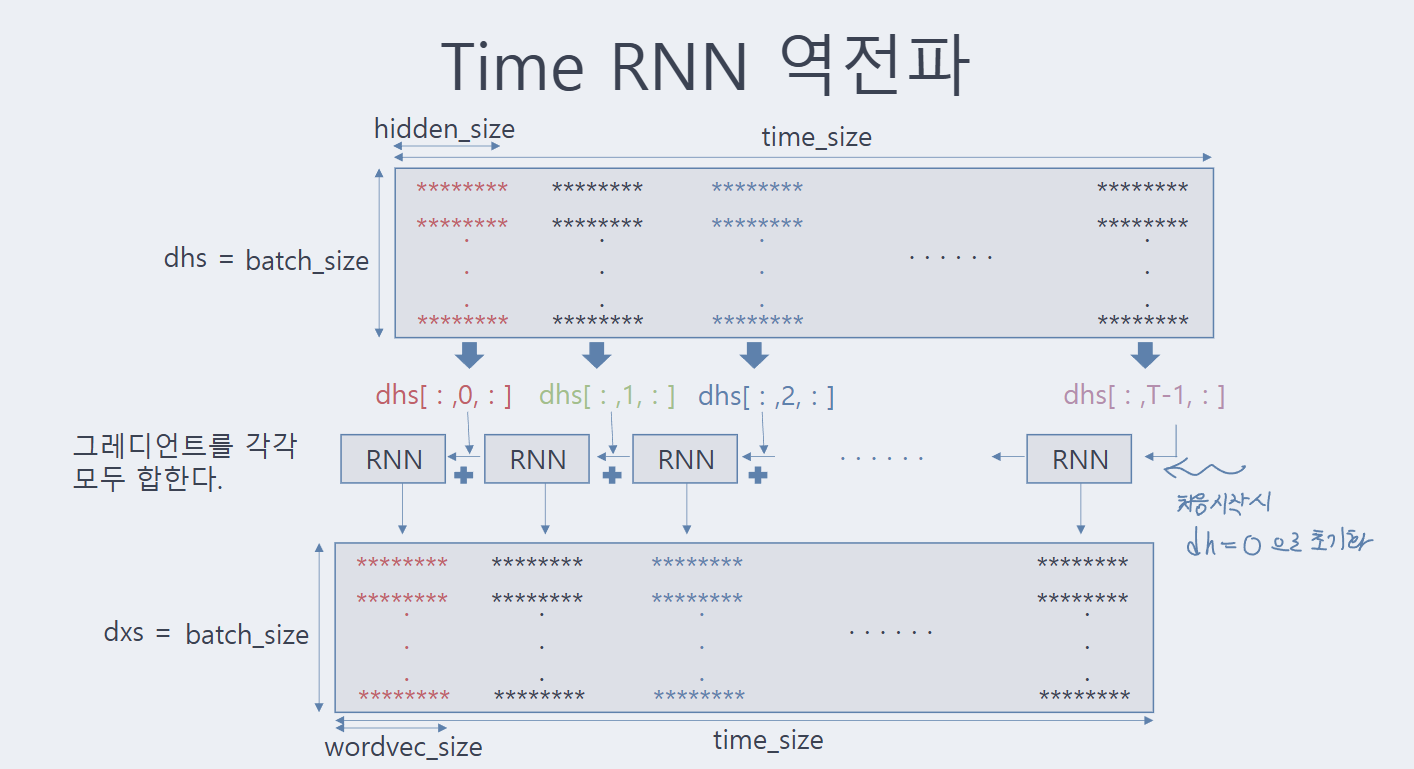 Time RNN 역전파
hidden_size
time_size
******** ******** ******** ********
******** ******** ******** ********
. . . .
dhs = batch_size . . . . . . . . . .
. . . .
******** ******** ******** ********
dhs[ : ,0, : ] dhs[ : ,1, : ] dhs[ : ,2, : ] dhs[ : ,T-1, : ]
그레디언트를 각각
모두 합한다.
RNN RNN RNN . . . . . . RNN
처음시작시
dh=0 으로 초기화
******** ******** ******** ********
******** ******** ******** ********
. . . .
dxs = batch_size . . . . . . . . . .
. . . .
******** ******** ******** ********
wordvec_size
time_size